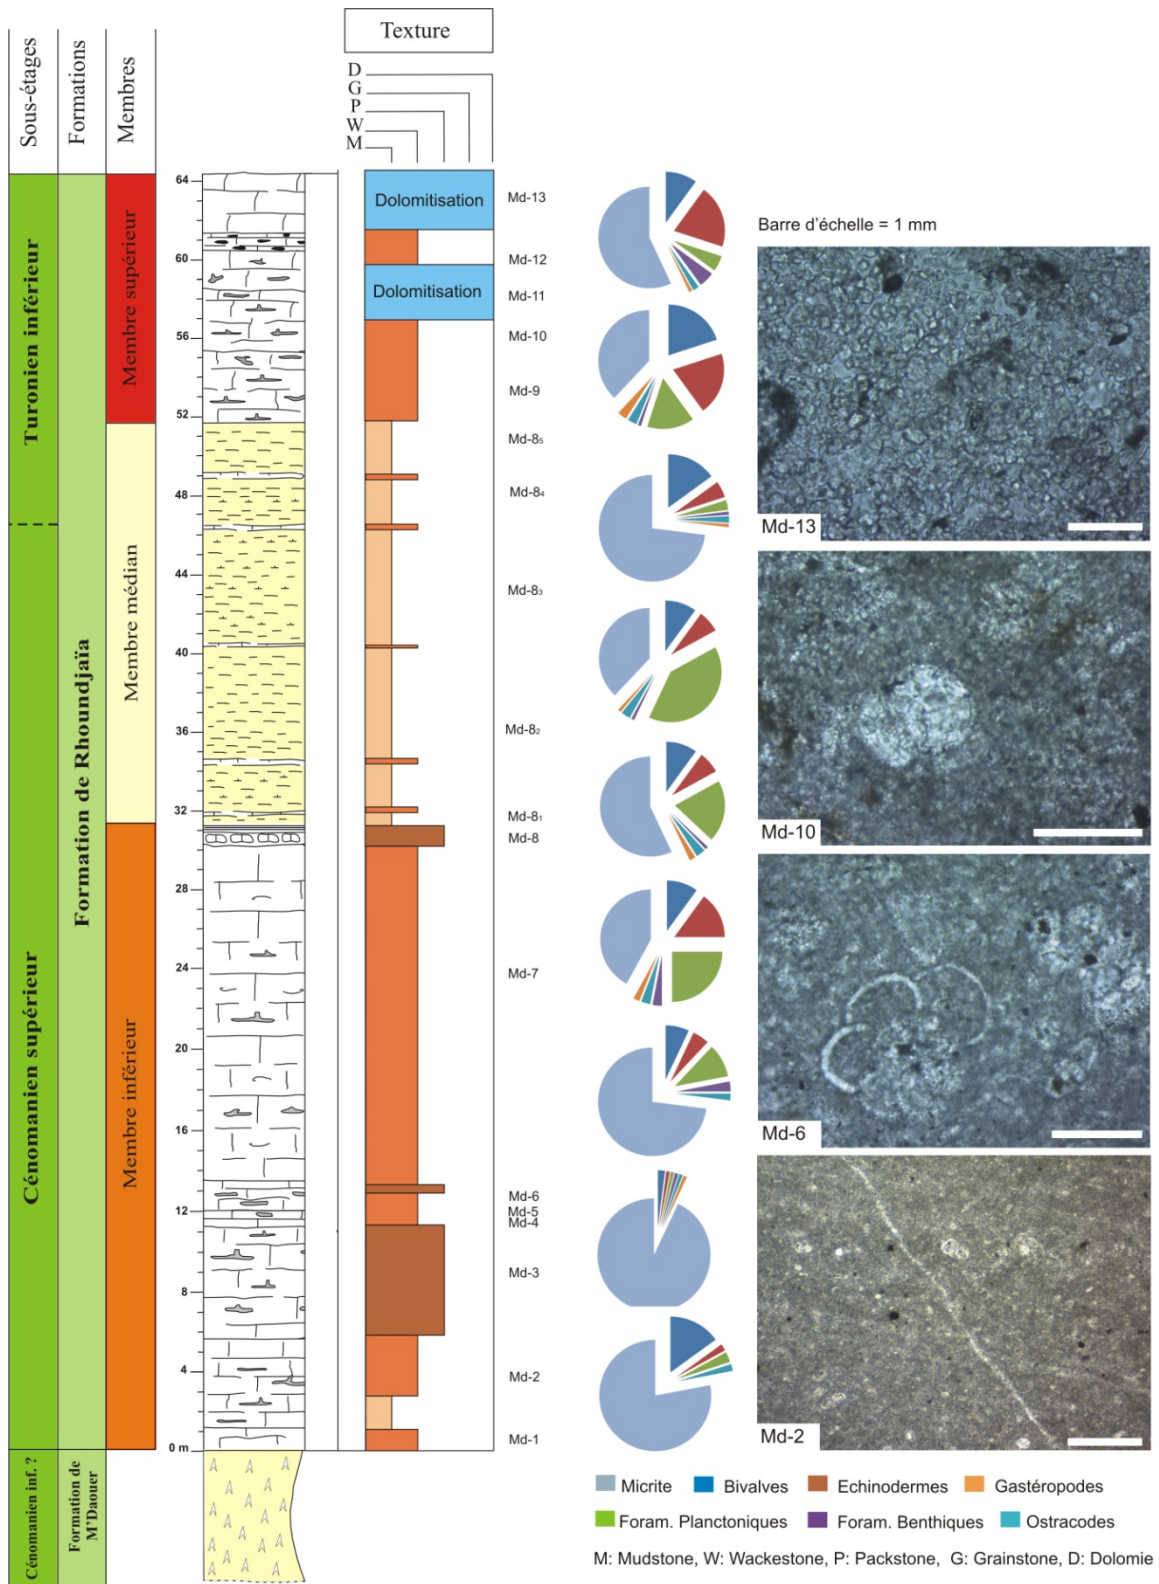 Texture
D
G
P
W
M
Sous-étages
Formations
Membres
Turonien inférieur
Cénomanien supérieur
Cénomanien inf. ?
Formation de Rhoundjaïa
Formation de
M'Daouer
Membre supérieur
Membre médian
Membre inférieur
64
60
56
52
48
44
40
36
32
28
24
20
16
12
8
4
0 m
Dolomitisation
Dolomitisation
Md-13
Md-12
Md-11
Md-10
Md-9
Md-8₅
Md-8₄
Md-8₃
Md-8₂
Md-8₁
Md-8
Md-7
Md-6
Md-5
Md-4
Md-3
Md-2
Md-1
Barre d'échelle = 1 mm
Md-13
Md-10
Md-6
Md-2
Micrite Bivalves Echinodermes Gastéropodes
Foram. Planctoniques Foram. Benthiques Ostracodes
M: Mudstone, W: Wackestone, P: Packstone, G: Grainstone, D: Dolomie